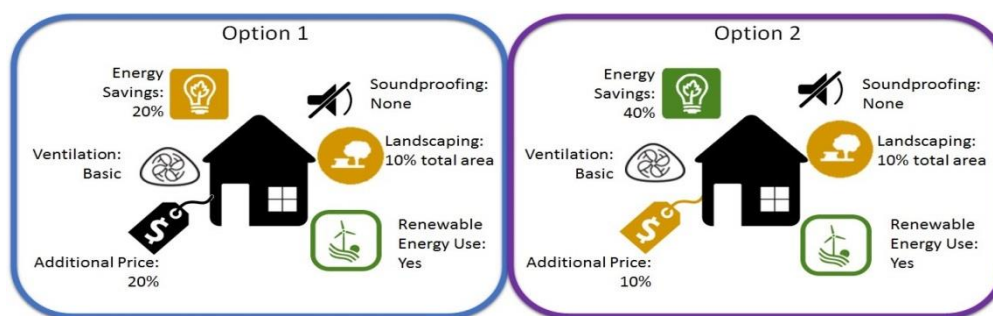 Option 1
Energy
Savings:
20%
Soundproofing:
None
Ventilation:
Basic
Landscaping:
10% total area
Additional Price:
20%
Renewable
Energy Use:
Yes
Option 2
Energy
Savings:
40%
Soundproofing:
None
Ventilation:
Basic
Landscaping:
10% total area
Additional Price:
10%
Renewable
Energy Use:
Yes